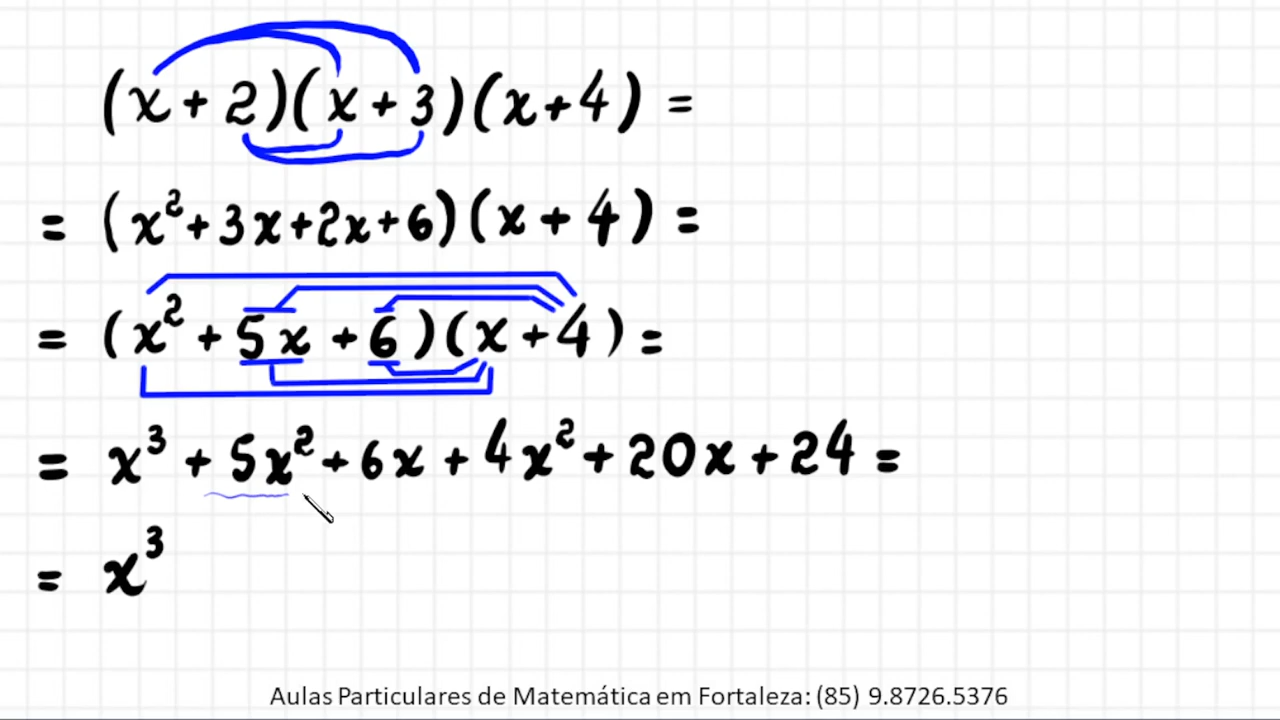 (x + 2)(x + 3)(x + 4) =
= (x² + 3x + 2x + 6)(x + 4) =
= (x² + 5x + 6)(x + 4) =
= x³ + 5x² + 6x + 4x² + 20x + 24 =
= x³
Aulas Particulares de Matemática em Fortaleza: (85) 9.8726.5376